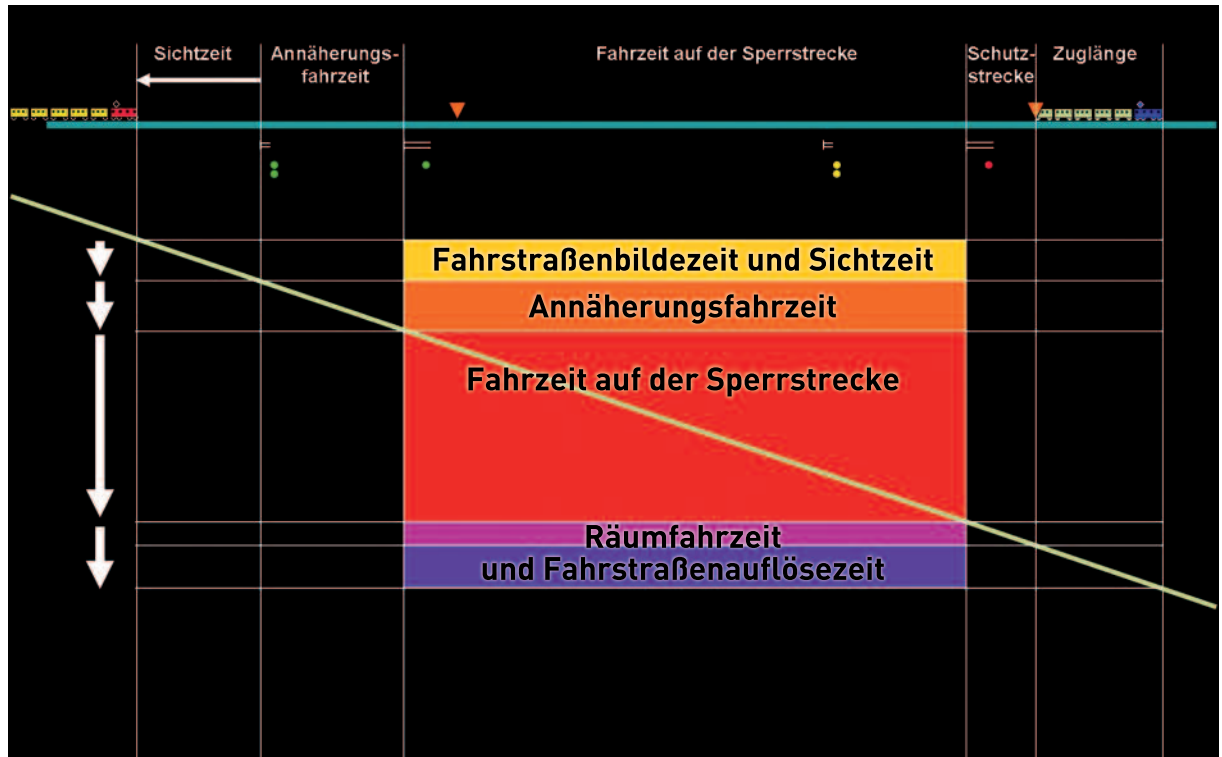 Sichtzeit
Annäherungs-
fahrzeit
Fahrzeit auf der Sperrstrecke
Schutz-
strecke
Zuglänge
Fahrstraßenbildezeit und Sichtzeit
Annäherungsfahrzeit
Fahrzeit auf der Sperrstrecke
Räumfahrzeit
und Fahrstraßenauflösezeit